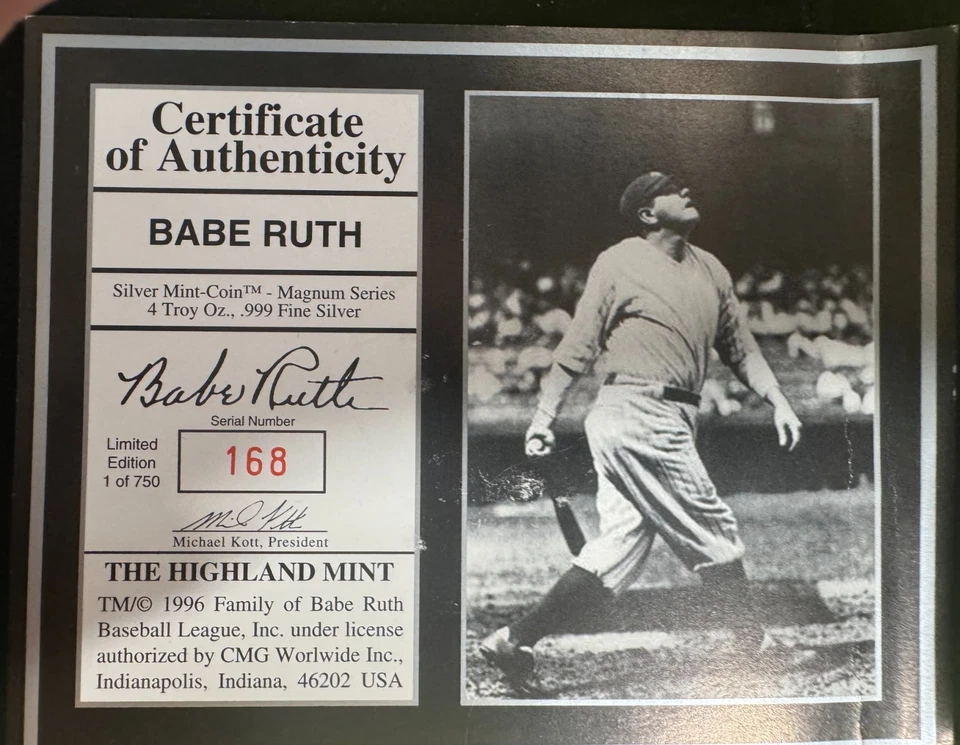 Certificate
of Authenticity
BABE RUTH
Silver Mint-Coin™ - Magnum Series
4 Troy Oz., .999 Fine Silver
Babe Ruth
Serial Number
Limited
Edition
1 of 750
168
Michael Kott, President
THE HIGHLAND MINT
TM/© 1996 Family of Babe Ruth
Baseball League, Inc. under license
authorized by CMG Worlwide Inc.,
Indianapolis, Indiana, 46202 USA